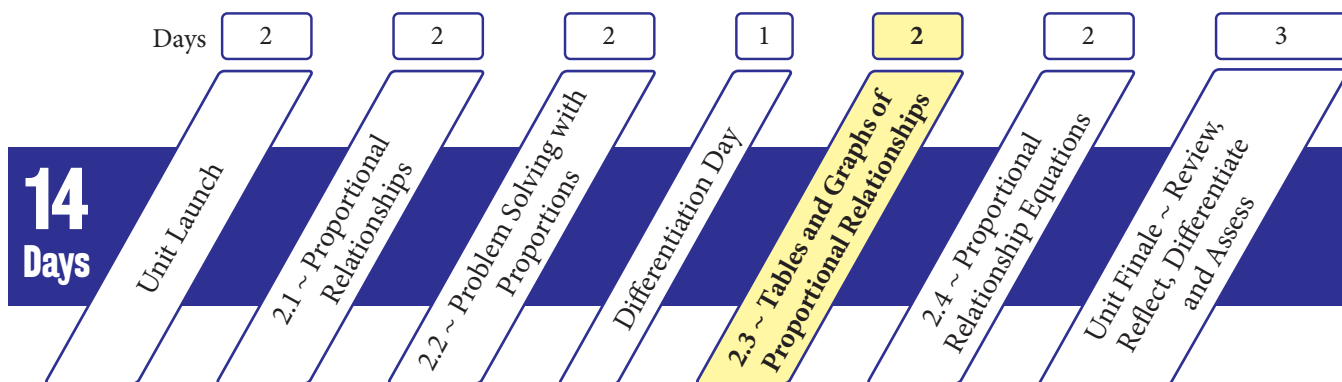 Days 2 2 2 1 2 2 3
14
Days
Unit Launch
2.1 ~ Proportional
Relationships
2.2 ~ Problem Solving with
Proportions
Differentiation Day
2.3 ~ Tables and Graphs of
Proportional Relationships
2.4 ~ Proportional
Relationship Equations
Unit Finale ~ Review,
Reflect, Differentiate
and Assess